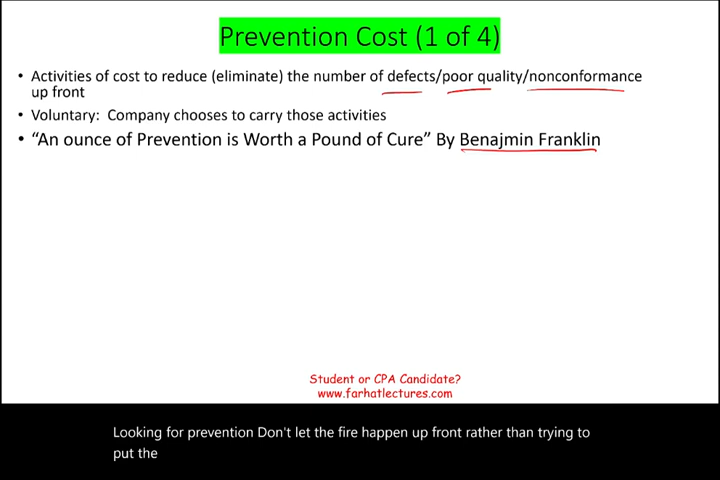 Prevention Cost (1 of 4)
• Activities of cost to reduce (eliminate) the number of defects/poor quality/nonconformance
up front
• Voluntary: Company chooses to carry those activities
• “An ounce of Prevention is Worth a Pound of Cure” By Benajmin Franklin
Student or CPA Candidate?
www.farhatlectures.com
Looking for prevention Don't let the fire happen up front rather than trying to
put the